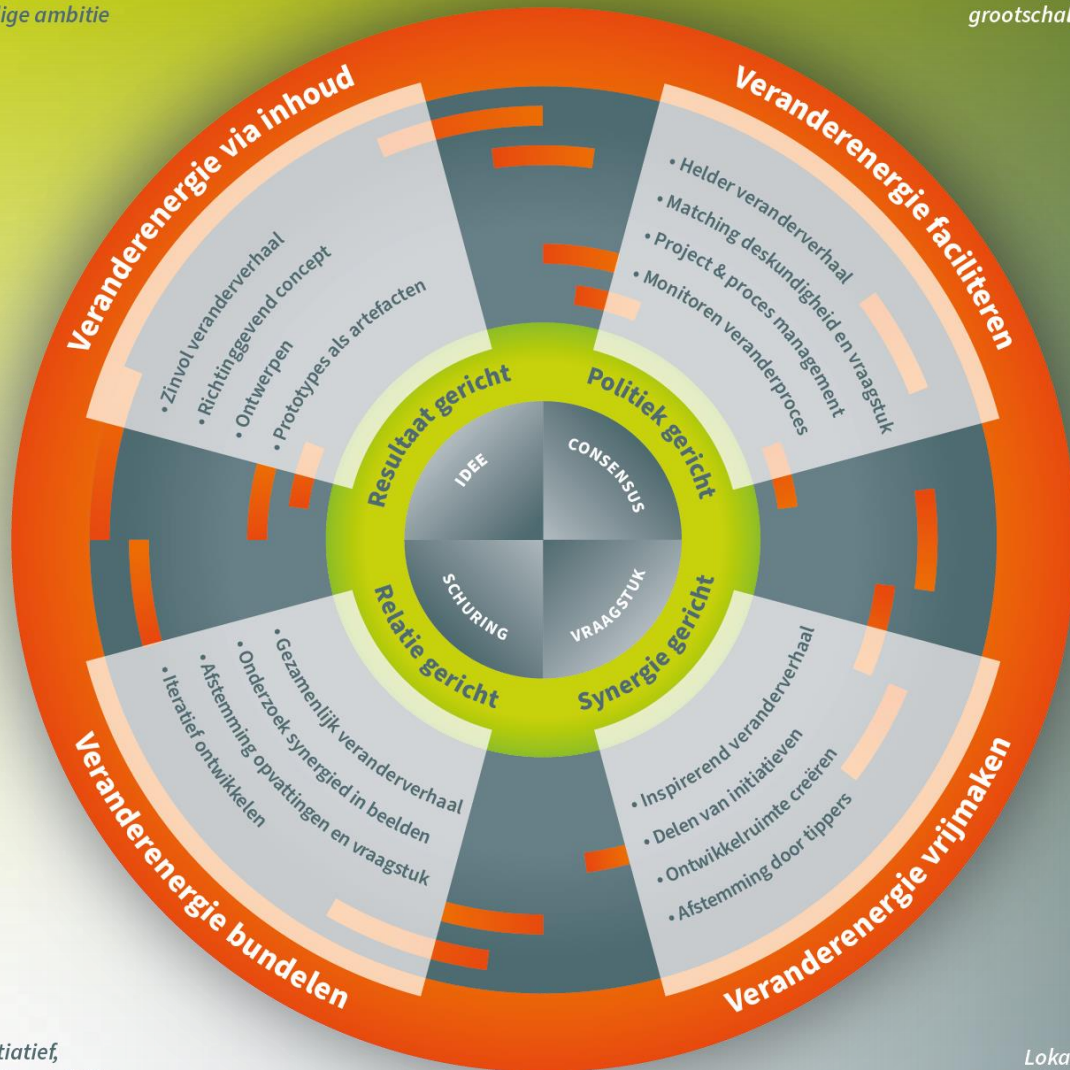 ige ambitie
grootschal
Veranderenergie via inhoud
• Zinvol veranderverhaal
• Richtinggevend concept
• Ontwerpen
• Prototypes als artefacten
Veranderenergie faciliteren
• Helder veranderverhaal
• Matching deskundigheid en vraagstuk
• Project & proces management
• Monitoren veranderproces
Resultaat gericht
Politiek gericht
IDEE
CONSENSUS
SCHURING
VRAAGSTUK
Relatie gericht
Synergie gericht
• Gezamenlijk veranderverhaal
• Onderzoek synergied in beelden
• Afstemming opvattingen en vraagstuk
• Iteratief ontwikkelen
Veranderenergie bundelen
• Inspirerend veranderverhaal
• Delen van initiatieven
• Ontwikkelruimte creëren
• Afstemming door tippers
Veranderenergie vrijmaken
tiatief,
Loka